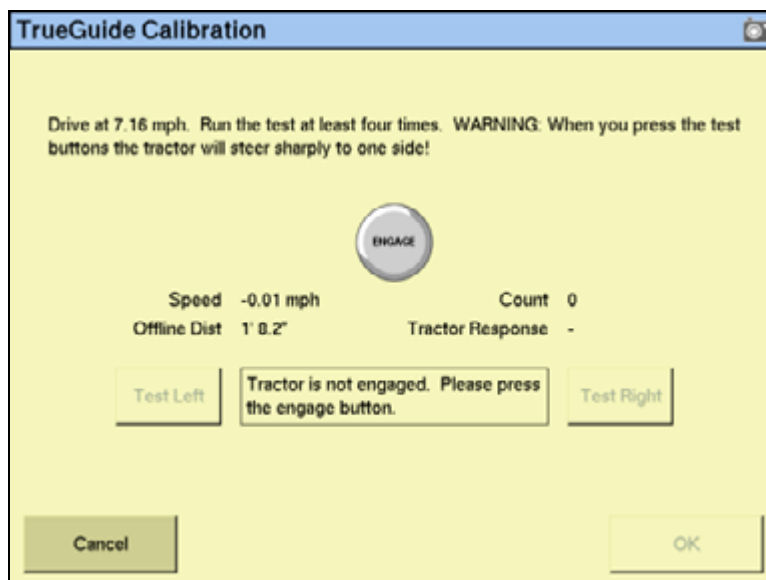 TrueGuide Calibration
Drive at 7.16 mph. Run the test at least four times. WARNING: When you press the test
buttons the tractor will steer sharply to one side!
ENGAGE
Speed -0.01 mph Count 0
Offline Dist 1' 0.2" Tractor Response -
Test Left Tractor is not engaged. Please press Test Right
the engage button.
Cancel OK